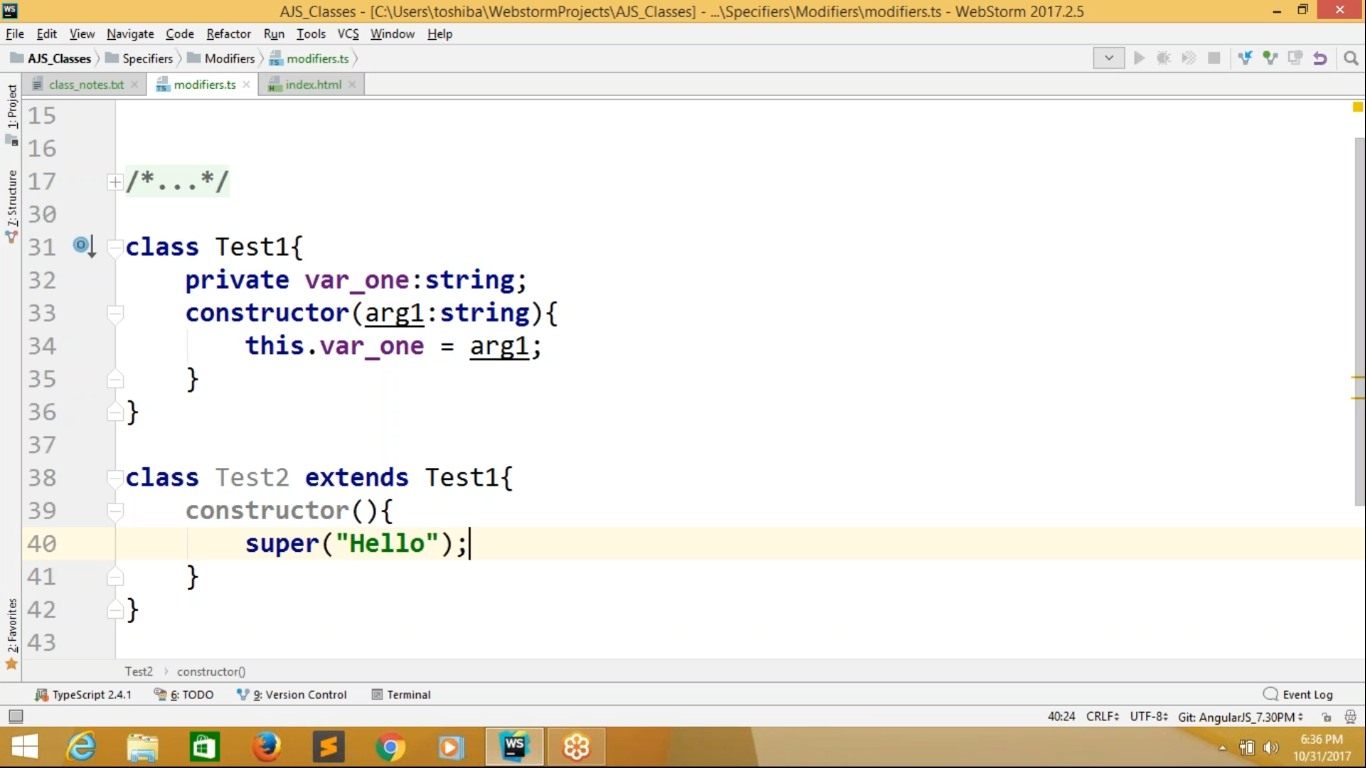 AJS_Classes - [C:\Users\toshiba\WebstormProjects\AJS_Classes] - ...\Specifiers\Modifiers\modifiers.ts - WebStorm 2017.2.5
File Edit View Navigate Code Refactor Run Tools VCS Window Help
AJS_Classes Specifiers Modifiers modifiers.ts
class_notes.txt modifiers.ts index.html
1: Project
7: Structure
2: Favorites
15
16
17 /*...*/
30
31 class Test1{
32 private var_one:string;
33 constructor(arg1:string){
34 this.var_one = arg1;
35 }
36 }
37
38 class Test2 extends Test1{
39 constructor(){
40 super("Hello");
41 }
42 }
43
Test2 constructor()
TypeScript 2.4.1 6: TODO 9: Version Control Terminal Event Log
40:24 CRLF UTF-8 Git: AngularJS_7.30PM
WS
6:36 PM
10/31/2017